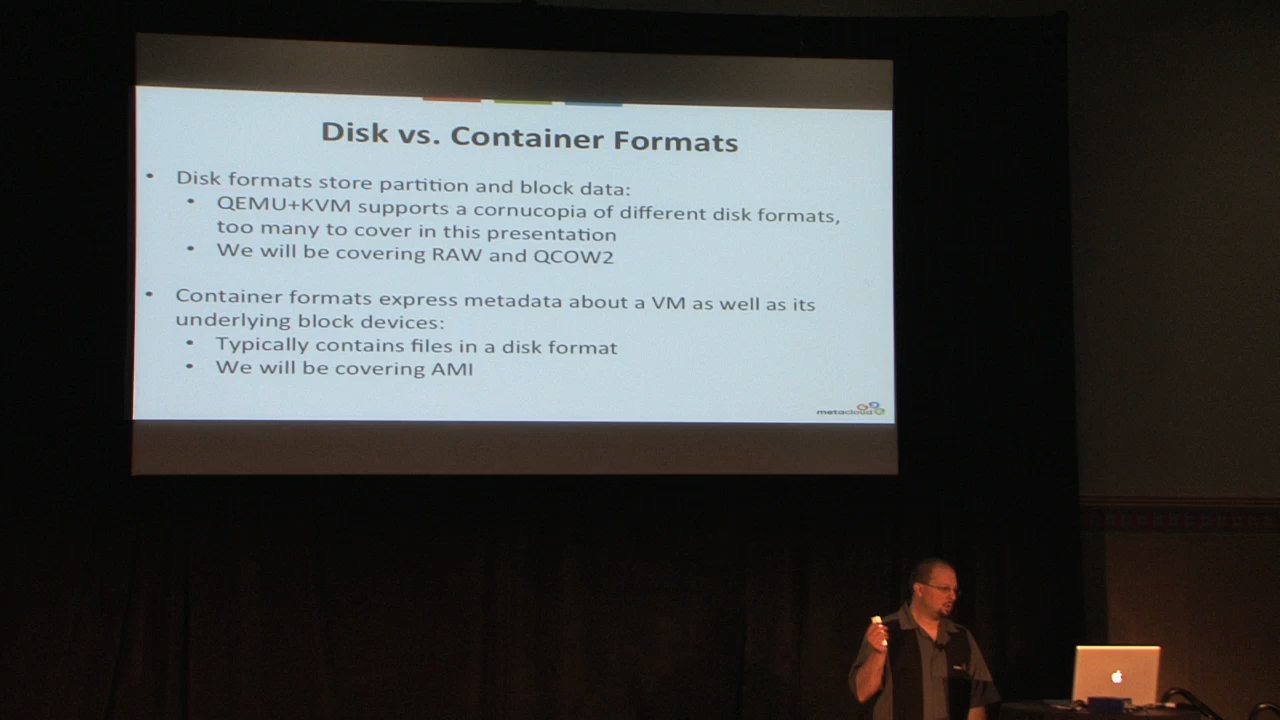 Disk vs. Container Formats
• Disk formats store partition and block data:
• QEMU+KVM supports a cornucopia of different disk formats,
too many to cover in this presentation
• We will be covering RAW and QCOW2
• Container formats express metadata about a VM as well as its
underlying block devices:
• Typically contains files in a disk format
• We will be covering AMI
metacloud